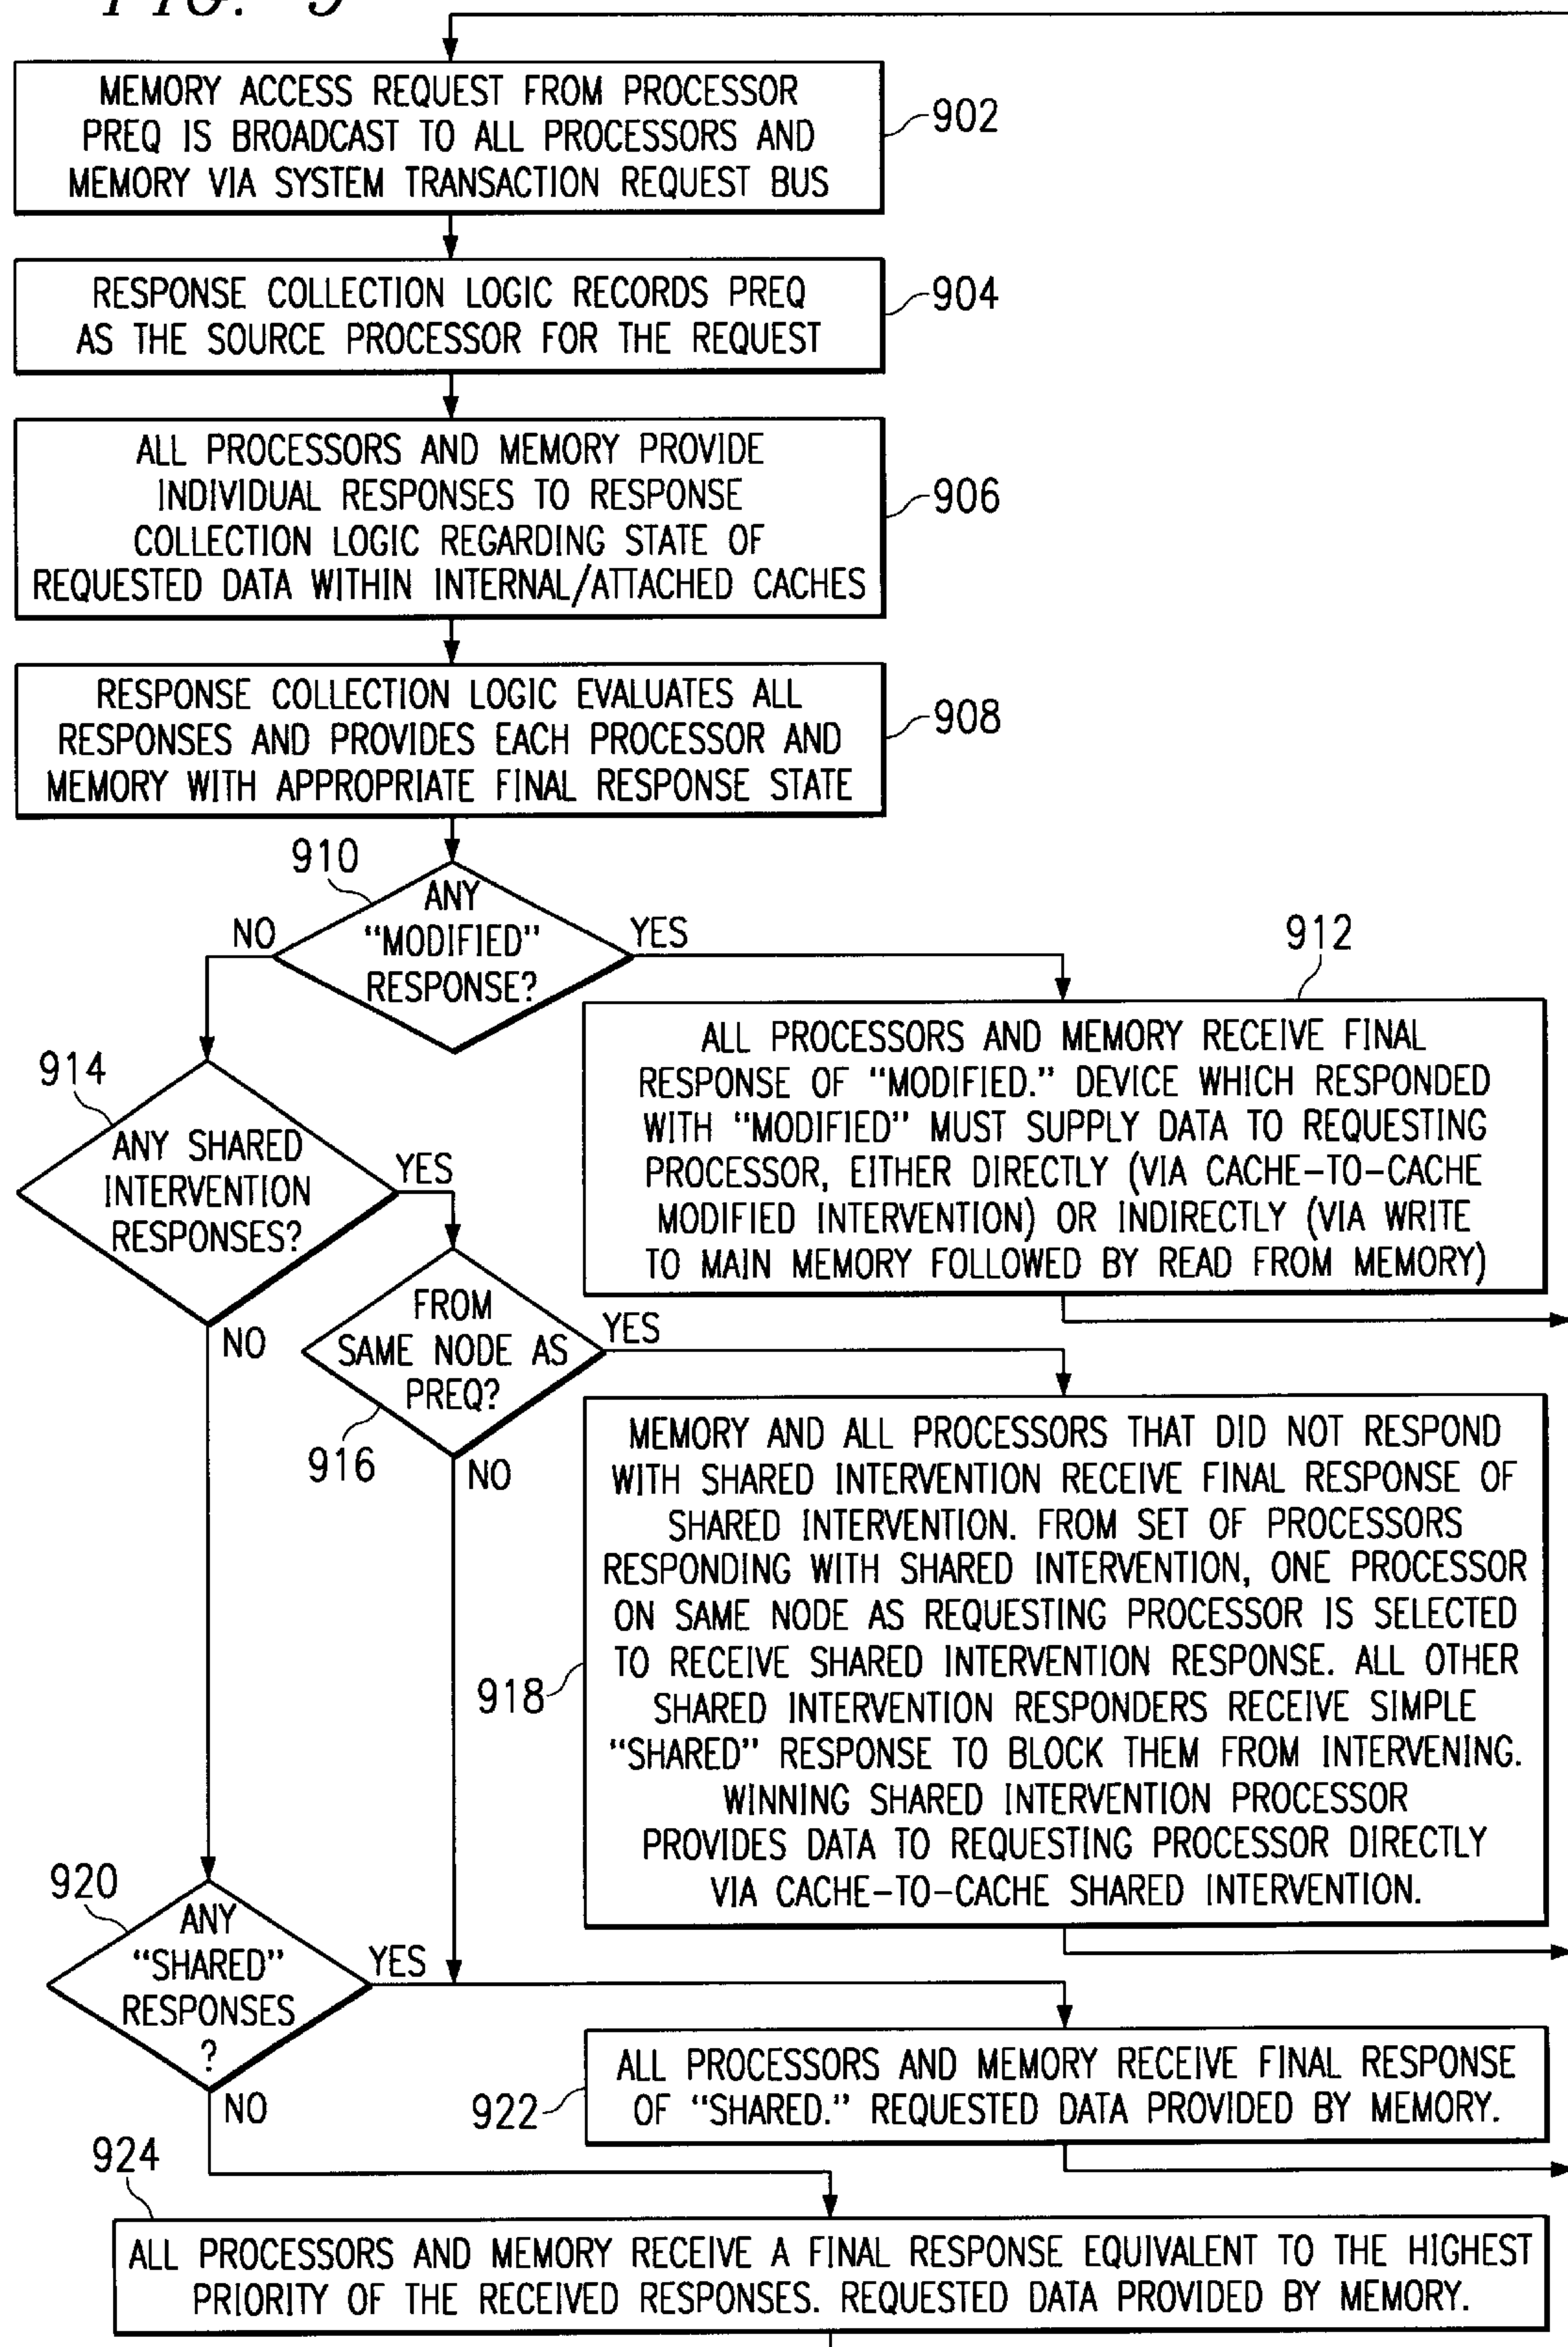 FIG. 9
MEMORY ACCESS REQUEST FROM PROCESSOR
PREQ IS BROADCAST TO ALL PROCESSORS AND
MEMORY VIA SYSTEM TRANSACTION REQUEST BUS
902
RESPONSE COLLECTION LOGIC RECORDS PREQ
AS THE SOURCE PROCESSOR FOR THE REQUEST
904
ALL PROCESSORS AND MEMORY PROVIDE
INDIVIDUAL RESPONSES TO RESPONSE
COLLECTION LOGIC REGARDING STATE OF
REQUESTED DATA WITHIN INTERNAL/ATTACHED CACHES
906
RESPONSE COLLECTION LOGIC EVALUATES ALL
RESPONSES AND PROVIDES EACH PROCESSOR AND
MEMORY WITH APPROPRIATE FINAL RESPONSE STATE
908
910
ANY
“MODIFIED”
RESPONSE?
NO
YES
912
ALL PROCESSORS AND MEMORY RECEIVE FINAL
RESPONSE OF “MODIFIED.” DEVICE WHICH RESPONDED
WITH “MODIFIED” MUST SUPPLY DATA TO REQUESTING
PROCESSOR, EITHER DIRECTLY (VIA CACHE-TO-CACHE
MODIFIED INTERVENTION) OR INDIRECTLY (VIA WRITE
TO MAIN MEMORY FOLLOWED BY READ FROM MEMORY)
914
ANY SHARED
INTERVENTION
RESPONSES?
YES
NO
FROM
SAME NODE AS
PREQ?
YES
916
NO
MEMORY AND ALL PROCESSORS THAT DID NOT RESPOND
WITH SHARED INTERVENTION RECEIVE FINAL RESPONSE OF
SHARED INTERVENTION. FROM SET OF PROCESSORS
RESPONDING WITH SHARED INTERVENTION, ONE PROCESSOR
ON SAME NODE AS REQUESTING PROCESSOR IS SELECTED
TO RECEIVE SHARED INTERVENTION RESPONSE. ALL OTHER
SHARED INTERVENTION RESPONDERS RECEIVE SIMPLE
“SHARED” RESPONSE TO BLOCK THEM FROM INTERVENING.
WINNING SHARED INTERVENTION PROCESSOR
PROVIDES DATA TO REQUESTING PROCESSOR DIRECTLY
VIA CACHE-TO-CACHE SHARED INTERVENTION.
918
920
ANY
“SHARED”
RESPONSES
?
YES
NO
ALL PROCESSORS AND MEMORY RECEIVE FINAL RESPONSE
OF “SHARED.” REQUESTED DATA PROVIDED BY MEMORY.
922
924
ALL PROCESSORS AND MEMORY RECEIVE A FINAL RESPONSE EQUIVALENT TO THE HIGHEST
PRIORITY OF THE RECEIVED RESPONSES. REQUESTED DATA PROVIDED BY MEMORY.